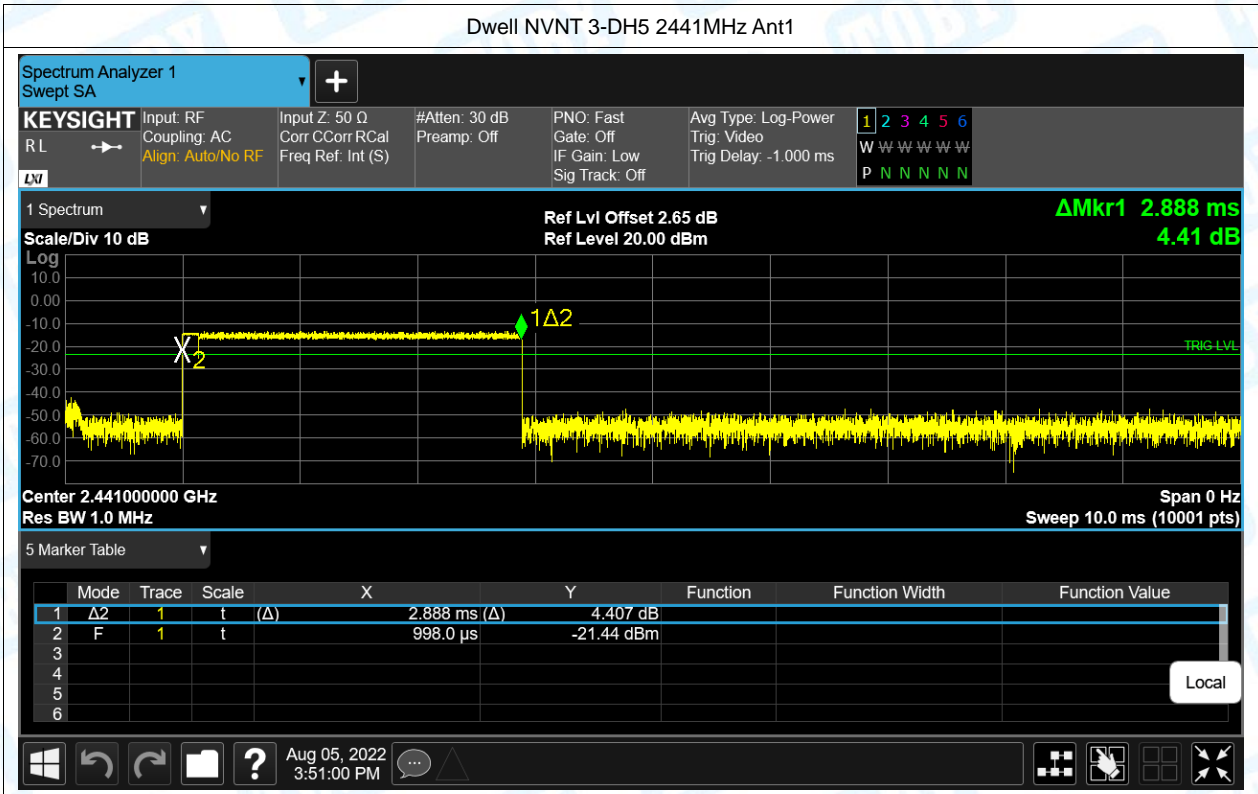 Dwell NVNT 3-DH5 2441MHz Ant1
Spectrum Analyzer 1
Swept SA
KEYSIGHT
RL
LXI
Input: RF
Coupling: AC
Align: Auto/No RF
Input Z: 50 Ω
Corr CCorr RCal
Freq Ref: Int (S)
#Atten: 30 dB
Preamp: Off
PNO: Fast
Gate: Off
IF Gain: Low
Sig Track: Off
Avg Type: Log-Power
Trig: Video
Trig Delay: -1.000 ms
1 2 3 4 5 6
W W W W W W
P N N N N N
1 Spectrum
Scale/Div 10 dB
Ref Lvl Offset 2.65 dB
Ref Level 20.00 dBm
ΔMkr1 2.888 ms
4.41 dB
Log
10.0
0.00
-10.0
-20.0
-30.0
-40.0
-50.0
-60.0
-70.0
1Δ2
2
TRIG LVL
Center 2.441000000 GHz
Res BW 1.0 MHz
Span 0 Hz
Sweep 10.0 ms (10001 pts)
5 Marker Table
Mode Trace Scale X Y Function Function Width Function Value
1 Δ2 1 t (Δ) 2.888 ms (Δ) 4.407 dB
2 F 1 t 998.0 µs -21.44 dBm
3
4
5
6
Local
?
Aug 05, 2022
3:51:00 PM